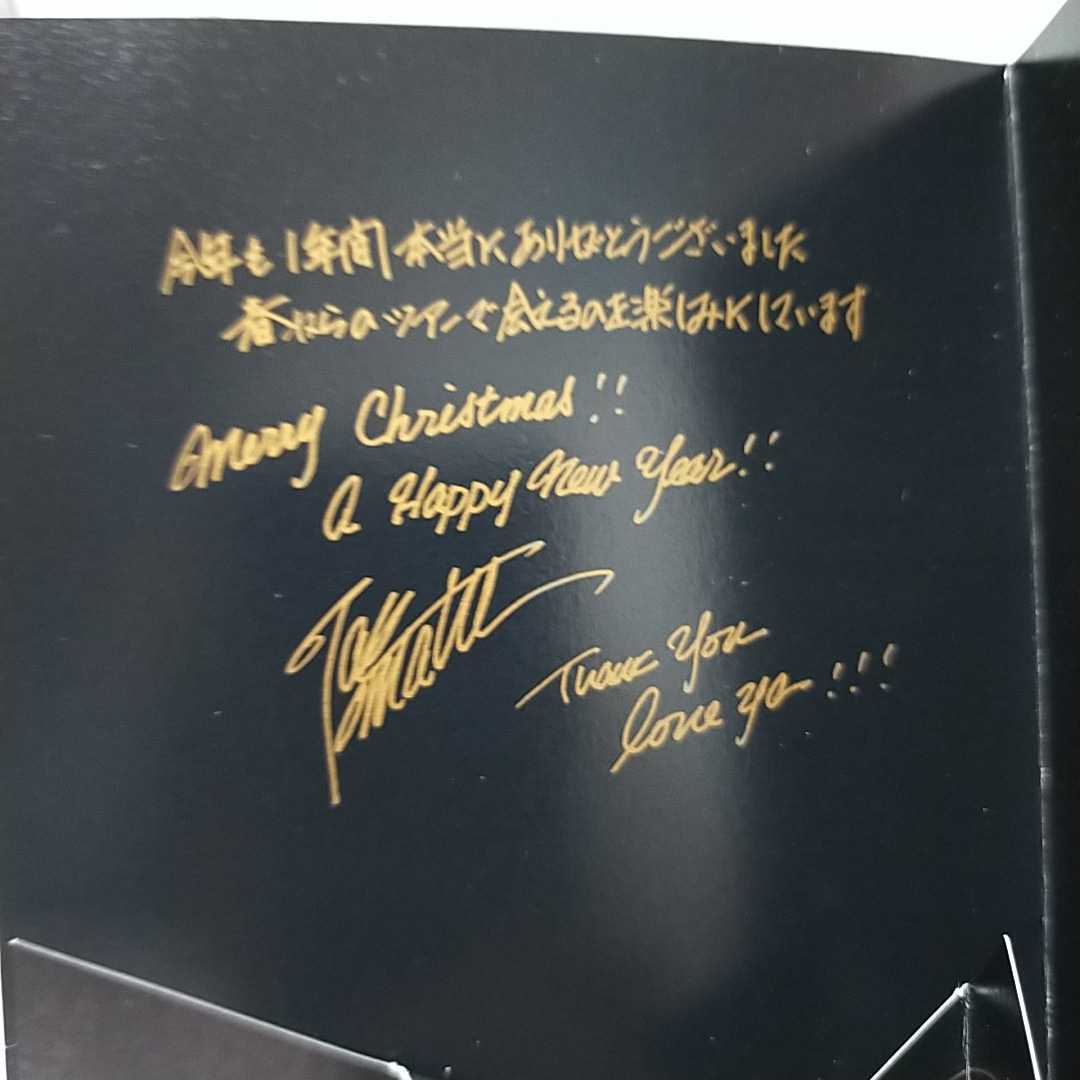 今年も1年間本当にありがとうございました
春からのツアーで会えるのを楽しみにしています
Merry Christmas!!
A Happy New Year!!
Tak Matsu
Thank You
love ya!!!